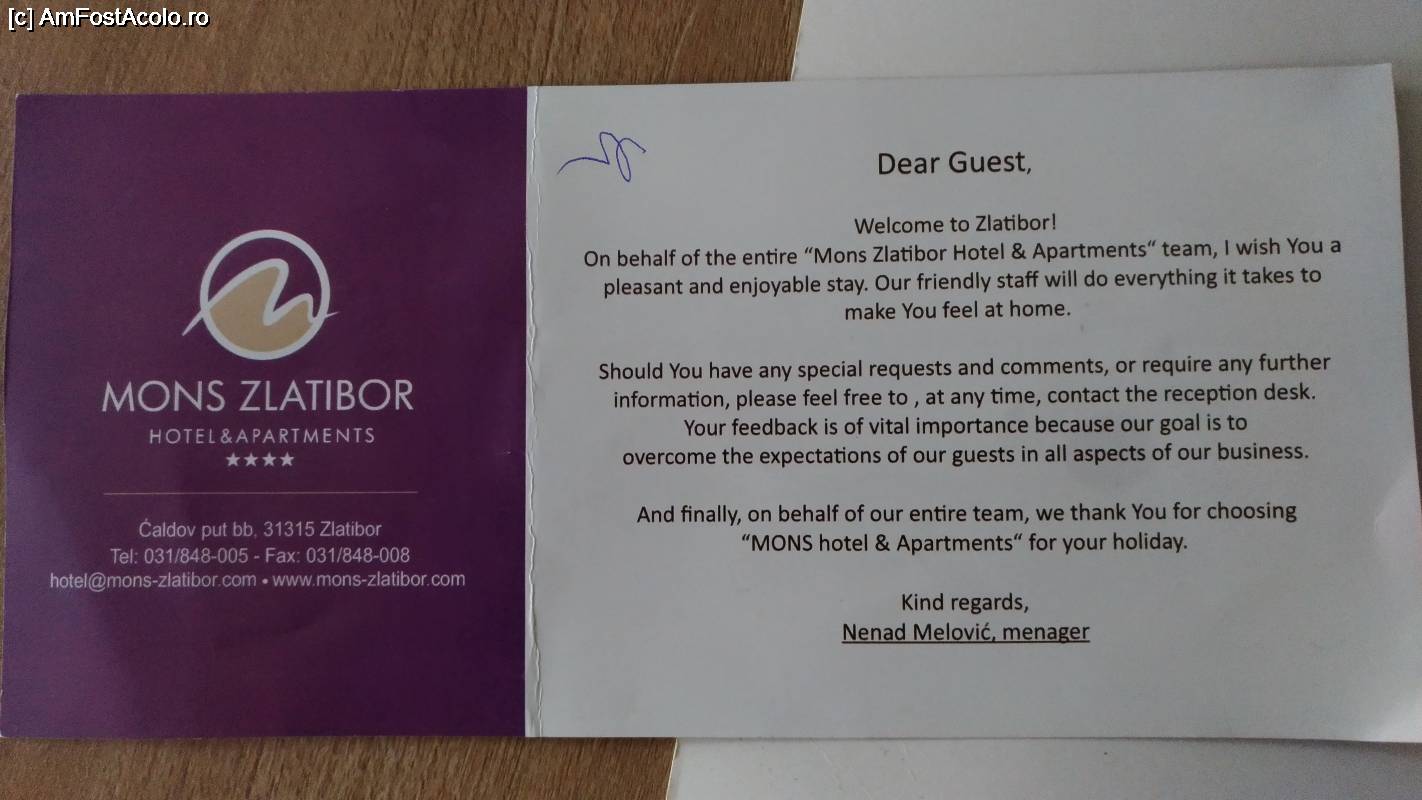 [c] AmFostAcolo.ro
MONS ZLATIBOR
HOTEL&APARTMENTS
★★★★
Ćaldov put bb, 31315 Zlatibor
Tel: 031/848-005 - Fax: 031/848-008
hotel@mons-zlatibor.com • www.mons-zlatibor.com
Dear Guest,
Welcome to Zlatibor!
On behalf of the entire “Mons Zlatibor Hotel & Apartments“ team, I wish You a
pleasant and enjoyable stay. Our friendly staff will do everything it takes to
make You feel at home.
Should You have any special requests and comments, or require any further
information, please feel free to , at any time, contact the reception desk.
Your feedback is of vital importance because our goal is to
overcome the expectations of our guests in all aspects of our business.
And finally, on behalf of our entire team, we thank You for choosing
“MONS hotel & Apartments“ for your holiday.
Kind regards,
Nenad Melović, menager